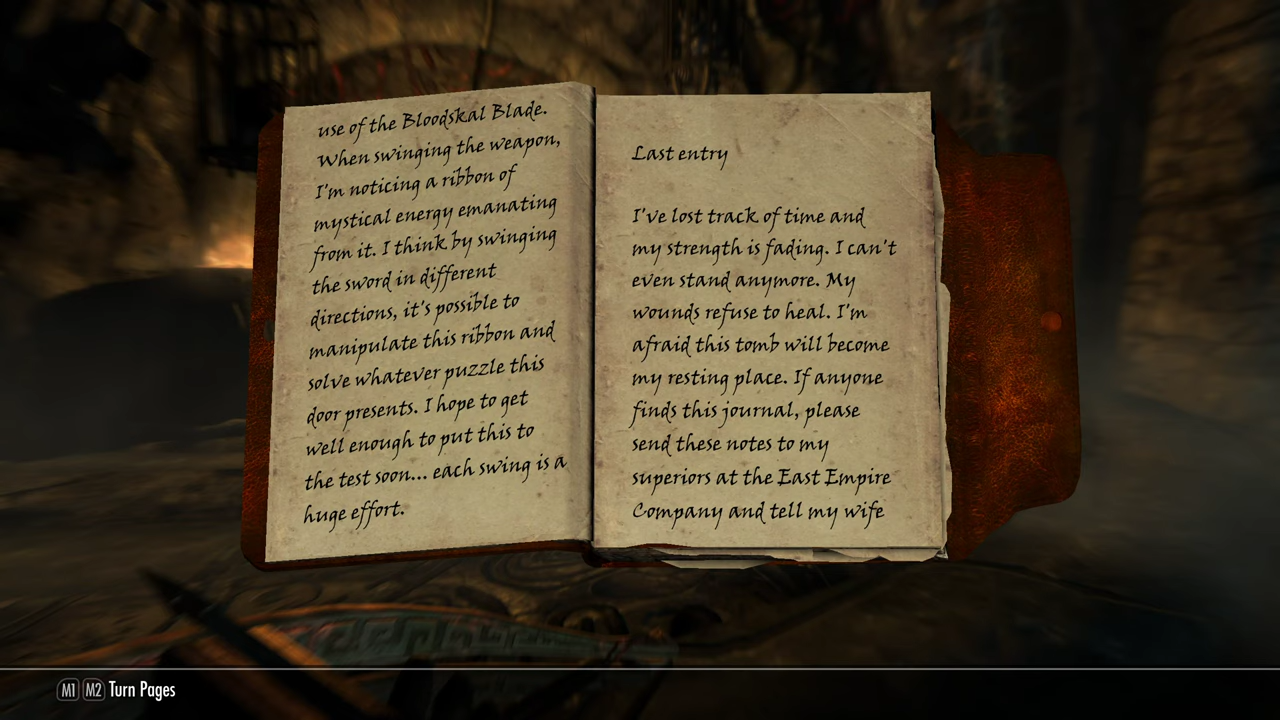 use of the Bloodskal Blade.
When swinging the weapon,
I'm noticing a ribbon of
mystical energy emanating
from it. I think by swinging
the sword in different
directions, it's possible to
manipulate this ribbon and
solve whatever puzzle this
door presents. I hope to get
well enough to put this to
the test soon... each swing is a
huge effort.
Last entry
I've lost track of time and
my strength is fading. I can't
even stand anymore. My
wounds refuse to heal. I'm
afraid this tomb will become
my resting place. If anyone
finds this journal, please
send these notes to my
superiors at the East Empire
Company and tell my wife
M1 M2 Turn Pages